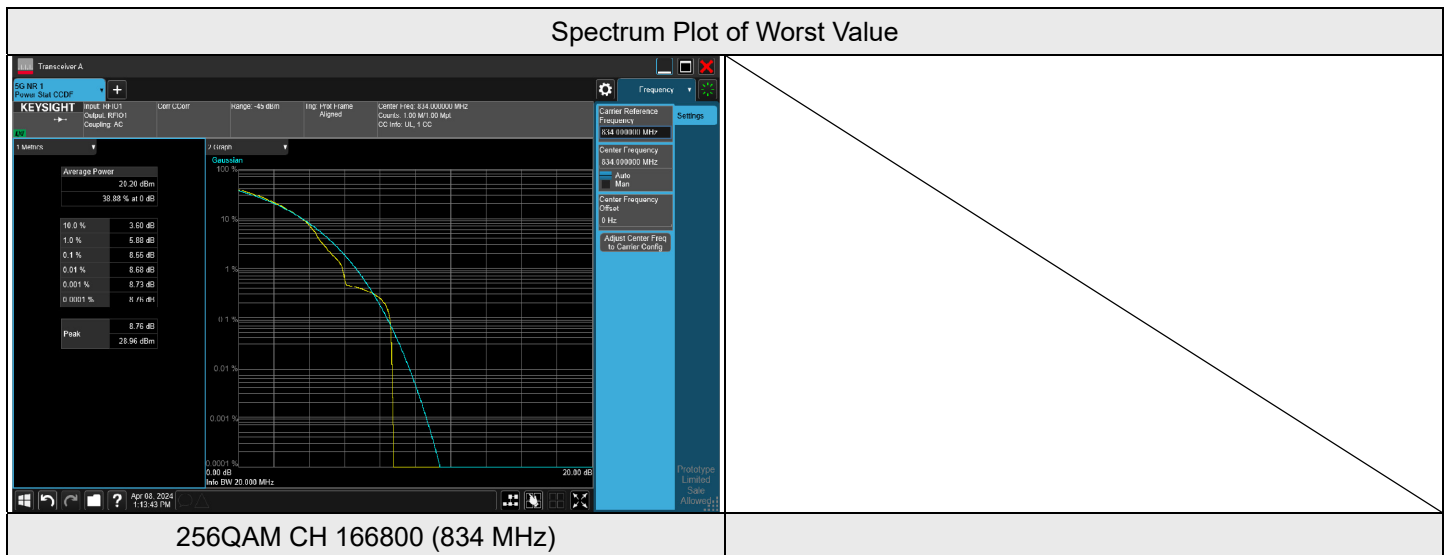 Spectrum Plot of Worst Value
Transceiver A
5G NR 1
Power Stat CCDF
+
Frequency
KEYSIGHT
Input: RFIO1
Output: RFIO1
Coupling: AC
Corr CCorr
Range: -45 dBm
Trig: Prot Frame
Aligned
Center Freq: 834.000000 MHz
Counts: 1.00 M/1.00 Mpt
CC Info: UL, 1 CC
1 Metrics
Average Power
20.20 dBm
38.88 % at 0 dB
10.0 % 3.60 dB
1.0 % 5.88 dB
0.1 % 8.55 dB
0.01 % 8.68 dB
0.001 % 8.73 dB
0.0001 % 8.76 dB
Peak
8.76 dB
28.96 dBm
2 Graph
Gaussian
100 %
10 %
1 %
0.1 %
0.01 %
0.001 %
0.0001 %
0.00 dB
20.00 dB
Info BW 20.000 MHz
Carrier Reference
Frequency
834.000000 MHz
Center Frequency
834.000000 MHz
Auto
Man
Center Frequency
Offset
0 Hz
Adjust Center Freq
to Carrier Config
Settings
Prototype
Limited
Sale
Allowed
?
Apr 08, 2024
1:13:43 PM
256QAM CH 166800 (834 MHz)